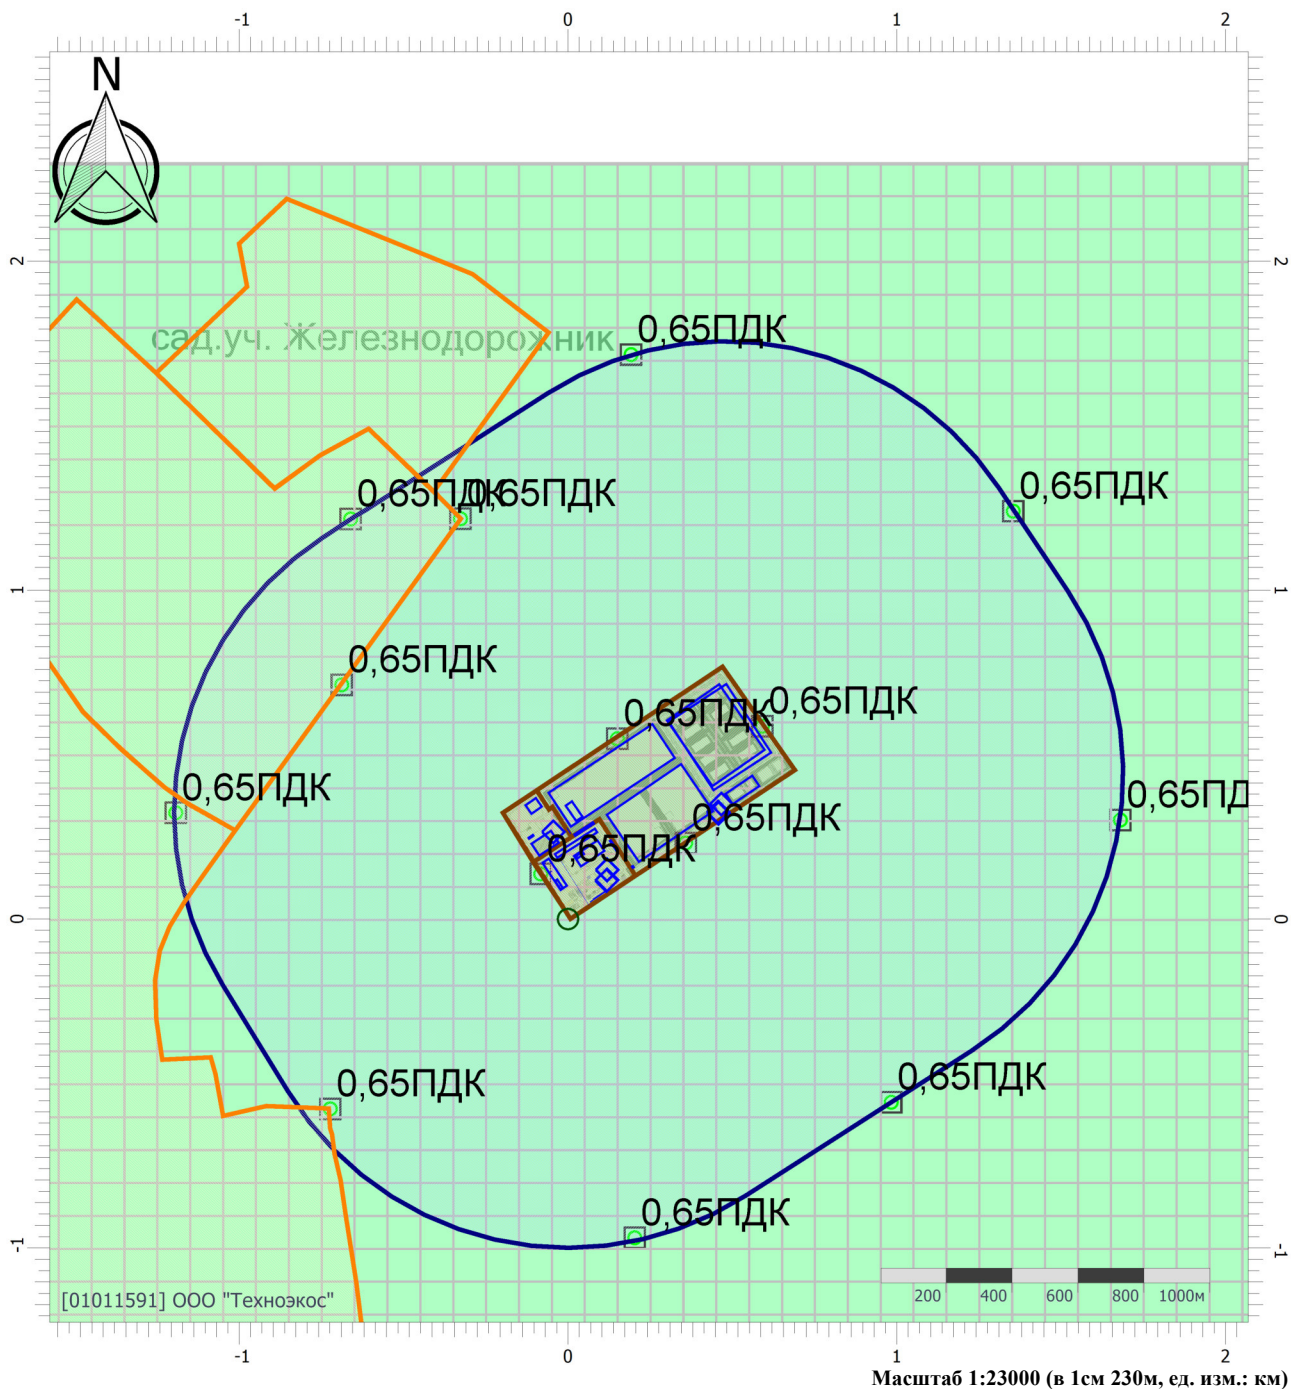 -1 0 1 2
N
2 2
сад.уч. Железнодорожник
0,65ПДК
0,65ПДК
0,65ПДК 0,65ПДК
1 1
0,65ПДК
0,65ПДК
0,65ПДК
0,65ПДК
0,65ПД
0,65ПДК
0,65ПДК
0 0
0,65ПДК
0,65ПДК
0,65ПДК
-1 -1
200 400 600 800 1000м
[01011591] ООО "Техноэкос"
-1 0 1 2
Масштаб 1:23000 (в 1см 230м, ед. изм.: км)